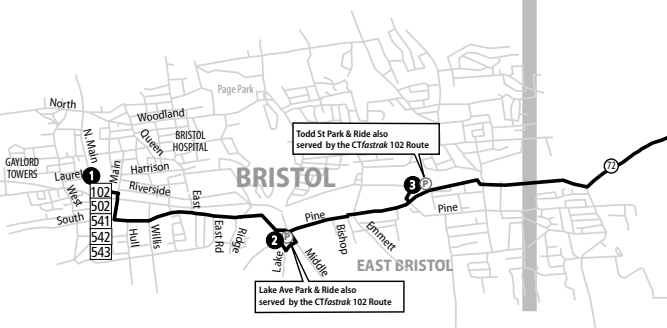 Page Park
North
Woodland
N. Main
Queen
BRISTOL
HOSPITAL
Todd St Park & Ride also
served by the CTfastrak 102 Route
GAYLORD
TOWERS
Laurel
1
Main
Harrison
BRISTOL
3
P
72
West
102
Riverside
East
502
South
541
542
543
Hull
Willis
East Rd
Ridge
2
P
Lake
Pine
Middle
Bishop
Emmett
Pine
EAST BRISTOL
Lake Ave Park & Ride also
served by the CTfastrak 102 Route